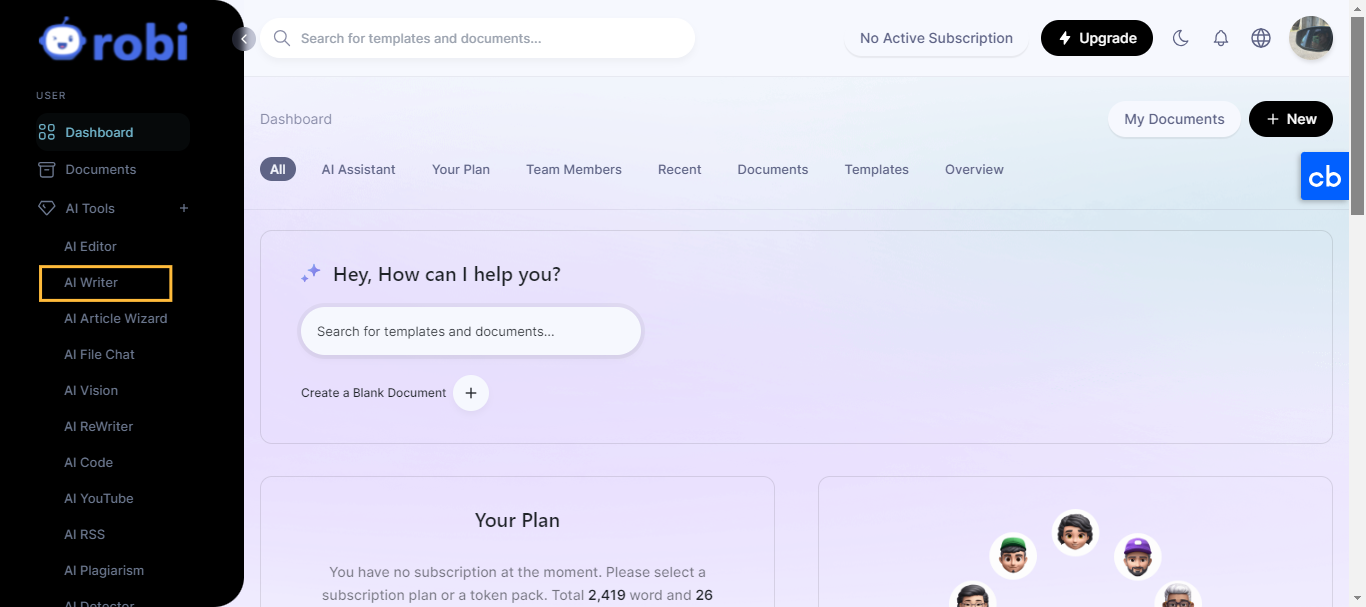 robi
Search for templates and documents...
No Active Subscription
Upgrade
USER
Dashboard
Documents
AI Tools +
AI Editor
AI Writer
AI Article Wizard
AI File Chat
AI Vision
AI ReWriter
AI Code
AI YouTube
AI RSS
AI Plagiarism
AI Detector
Dashboard
My Documents
+ New
All
AI Assistant
Your Plan
Team Members
Recent
Documents
Templates
Overview
cb
Hey, How can I help you?
Search for templates and documents...
Create a Blank Document +
Your Plan
You have no subscription at the moment. Please select a
subscription plan or a token pack. Total 2,419 word and 26